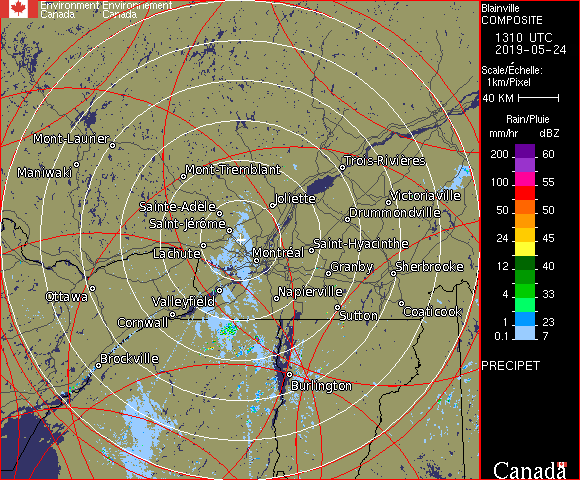 Environment Environnement
Canada Canada
Blainville
COMPOSITE
1310 UTC
2019-05-24
Scale/Échelle:
1km/Pixel
40 KM
Rain/Pluie
mm/hr dBZ
200 60
100 55
50 50
24 45
12 40
4 33
1 23
0.1 7
PRECIPET
Canada
Mont-Laurier
Maniwaki
Mont-Tremblant
Trois-Rivières
Joliette
Victoriaville
Sainte-Adèle
Drummondville
Saint-Jérôme
Lachute
Montréal
Saint-Hyacinthe
Granby
Sherbrooke
Ottawa
Valleyfield
Napierville
Cornwall
Sutton
Coaticook
Brockville
Burlington